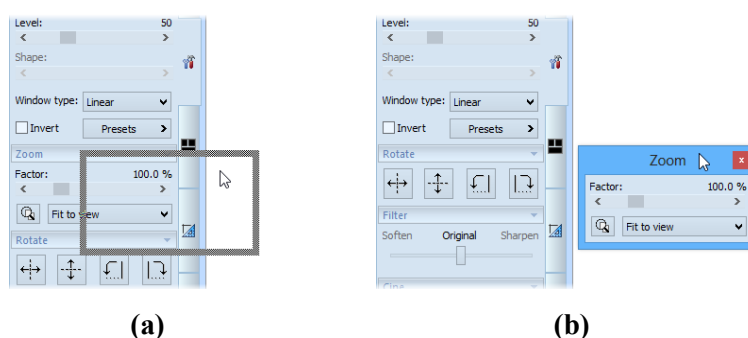 Level: 50
Shape:
Window type: Linear
Invert Presets
Zoom
Factor: 100.0 %
Fit to view
Rotate
(a)
Level: 50
Shape:
Window type: Linear
Invert Presets
Rotate
Filter
Soften Original Sharpen
Cine
Zoom x
Factor: 100.0 %
Fit to view
(b)